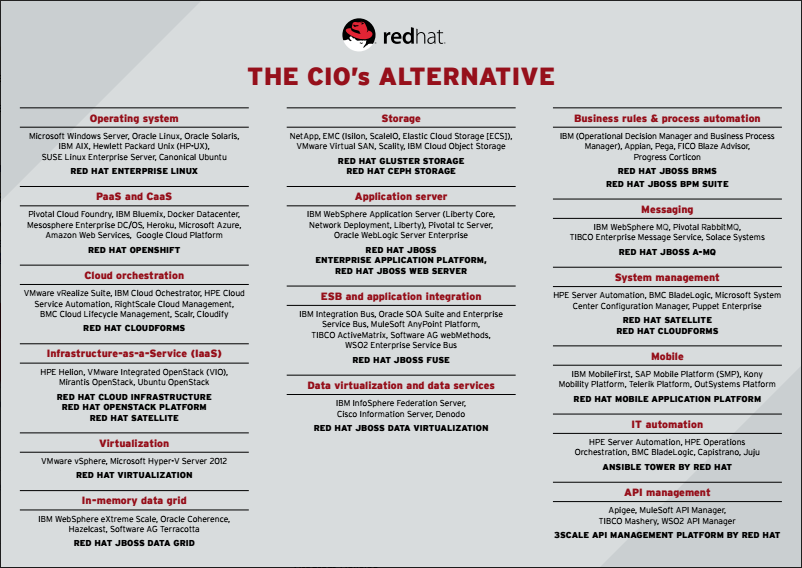 redhat.
THE CIO's ALTERNATIVE
Operating system
Microsoft Windows Server, Oracle Linux, Oracle Solaris,
IBM AIX, Hewlett Packard Unix (HP-UX),
SUSE Linux Enterprise Server, Canonical Ubuntu
RED HAT ENTERPRISE LINUX
PaaS and CaaS
Pivotal Cloud Foundry, IBM Bluemix, Docker Datacenter,
Mesosphere Enterprise DC/OS, Heroku, Microsoft Azure,
Amazon Web Services, Google Cloud Platform
RED HAT OPENSHIFT
Cloud orchestration
VMware vRealize Suite, IBM Cloud Ochestrator, HPE Cloud
Service Automation, RightScale Cloud Management,
BMC Cloud Lifecycle Management, Scalr, Cloudify
RED HAT CLOUDFORMS
Infrastructure-as-a-Service (IaaS)
HPE Helion, VMware Integrated OpenStack (VIO),
Mirantis OpenStack, Ubuntu OpenStack
RED HAT CLOUD INFRASTRUCTURE
RED HAT OPENSTACK PLATFORM
RED HAT SATELLITE
Virtualization
VMware vSphere, Microsoft Hyper-V Server 2012
RED HAT VIRTUALIZATION
In-memory data grid
IBM WebSphere eXtreme Scale, Oracle Coherence,
Hazelcast, Software AG Terracotta
RED HAT JBOSS DATA GRID
Storage
NetApp, EMC (Isilon, ScaleIO, Elastic Cloud Storage [ECS]),
VMware Virtual SAN, Scality, IBM Cloud Object Storage
RED HAT GLUSTER STORAGE
RED HAT CEPH STORAGE
Application server
IBM WebSphere Application Server (Liberty Core,
Network Deployment, Liberty), Pivotal tc Server,
Oracle WebLogic Server Enterprise
RED HAT JBOSS
ENTERPRISE APPLICATION PLATFORM,
RED HAT JBOSS WEB SERVER
ESB and application integration
IBM Integration Bus, Oracle SOA Suite and Enterprise
Service Bus, MuleSoft AnyPoint Platform,
TIBCO ActiveMatrix, Software AG webMethods,
WSO2 Enterprise Service Bus
RED HAT JBOSS FUSE
Data virtualization and data services
IBM InfoSphere Federation Server,
Cisco Information Server, Denodo
RED HAT JBOSS DATA VIRTUALIZATION
Business rules & process automation
IBM (Operational Decision Manager and Business Process
Manager), Appian, Pega, FICO Blaze Advisor,
Progress Corticon
RED HAT JBOSS BRMS
RED HAT JBOSS BPM SUITE
Messaging
IBM WebSphere MQ, Pivotal RabbitMQ,
TIBCO Enterprise Message Service, Solace Systems
RED HAT JBOSS A-MQ
System management
HPE Server Automation, BMC BladeLogic, Microsoft System
Center Configuration Manager, Puppet Enterprise
RED HAT SATELLITE
RED HAT CLOUDFORMS
Mobile
IBM MobileFirst, SAP Mobile Platform (SMP), Kony
Mobility Platform, Telerik Platform, OutSystems Platform
RED HAT MOBILE APPLICATION PLATFORM
IT automation
HPE Server Automation, HPE Operations
Orchestration, BMC BladeLogic, Capistrano, Juju
ANSIBLE TOWER BY RED HAT
API management
Apigee, MuleSoft API Manager,
TIBCO Mashery, WSO2 API Manager
3SCALE API MANAGEMENT PLATFORM BY RED HAT